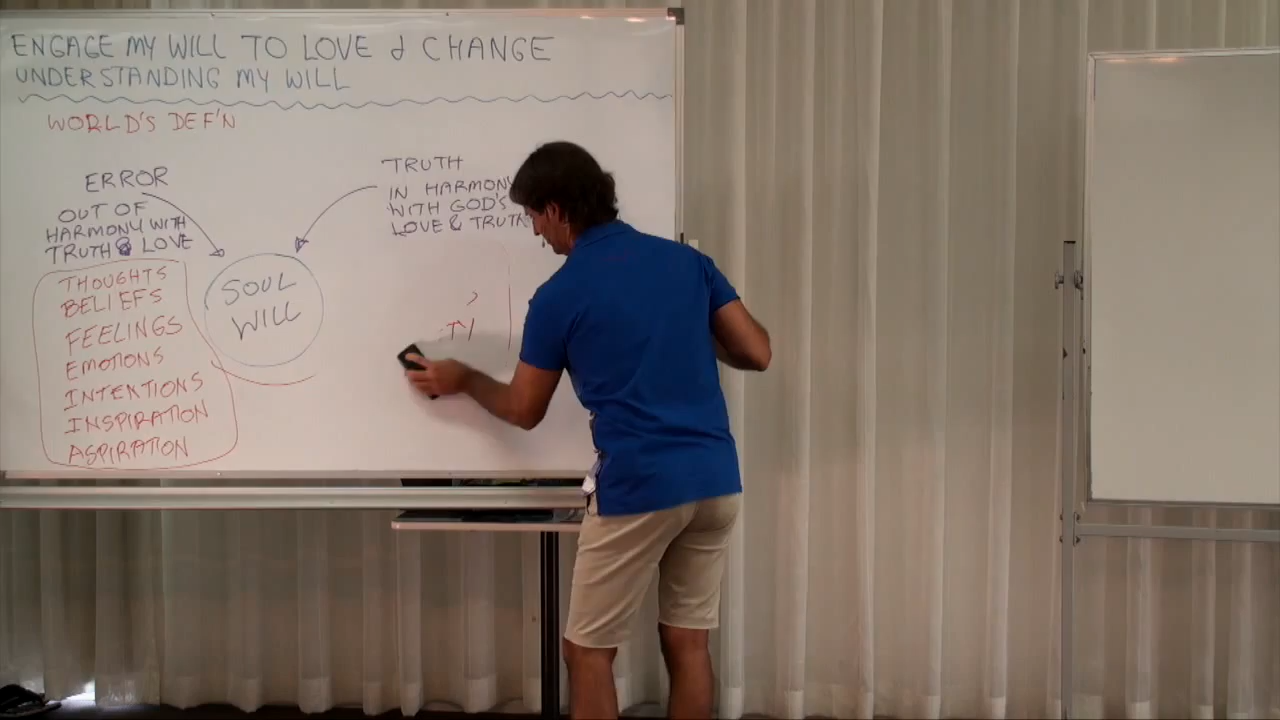 ENGAGE MY WILL TO LOVE & CHANGE
UNDERSTANDING MY WILL
WORLD'S DEF'N
ERROR
OUT OF
HARMONY WITH
TRUTH & LOVE
THOUGHTS
BELIEFS
FEELINGS
EMOTIONS
INTENTIONS
INSPIRATION
ASPIRATION
SOUL
WILL
TRUTH
IN HARMONY
WITH GOD'S
LOVE & TRUTH